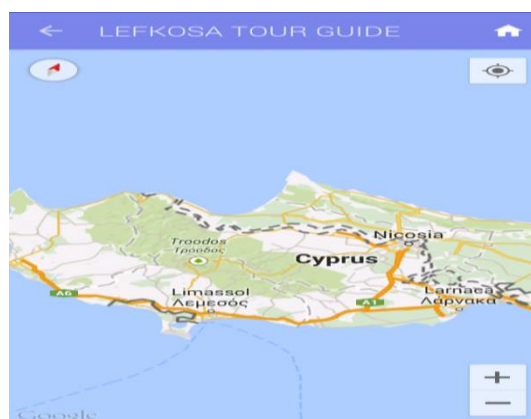 LEFKOSA TOUR GUIDE
Troodos
Τρόοδος
Nicosia
Cyprus
Limassol
Λεμεσός
Larnaca
Λάρνακα
A6
A1
Google